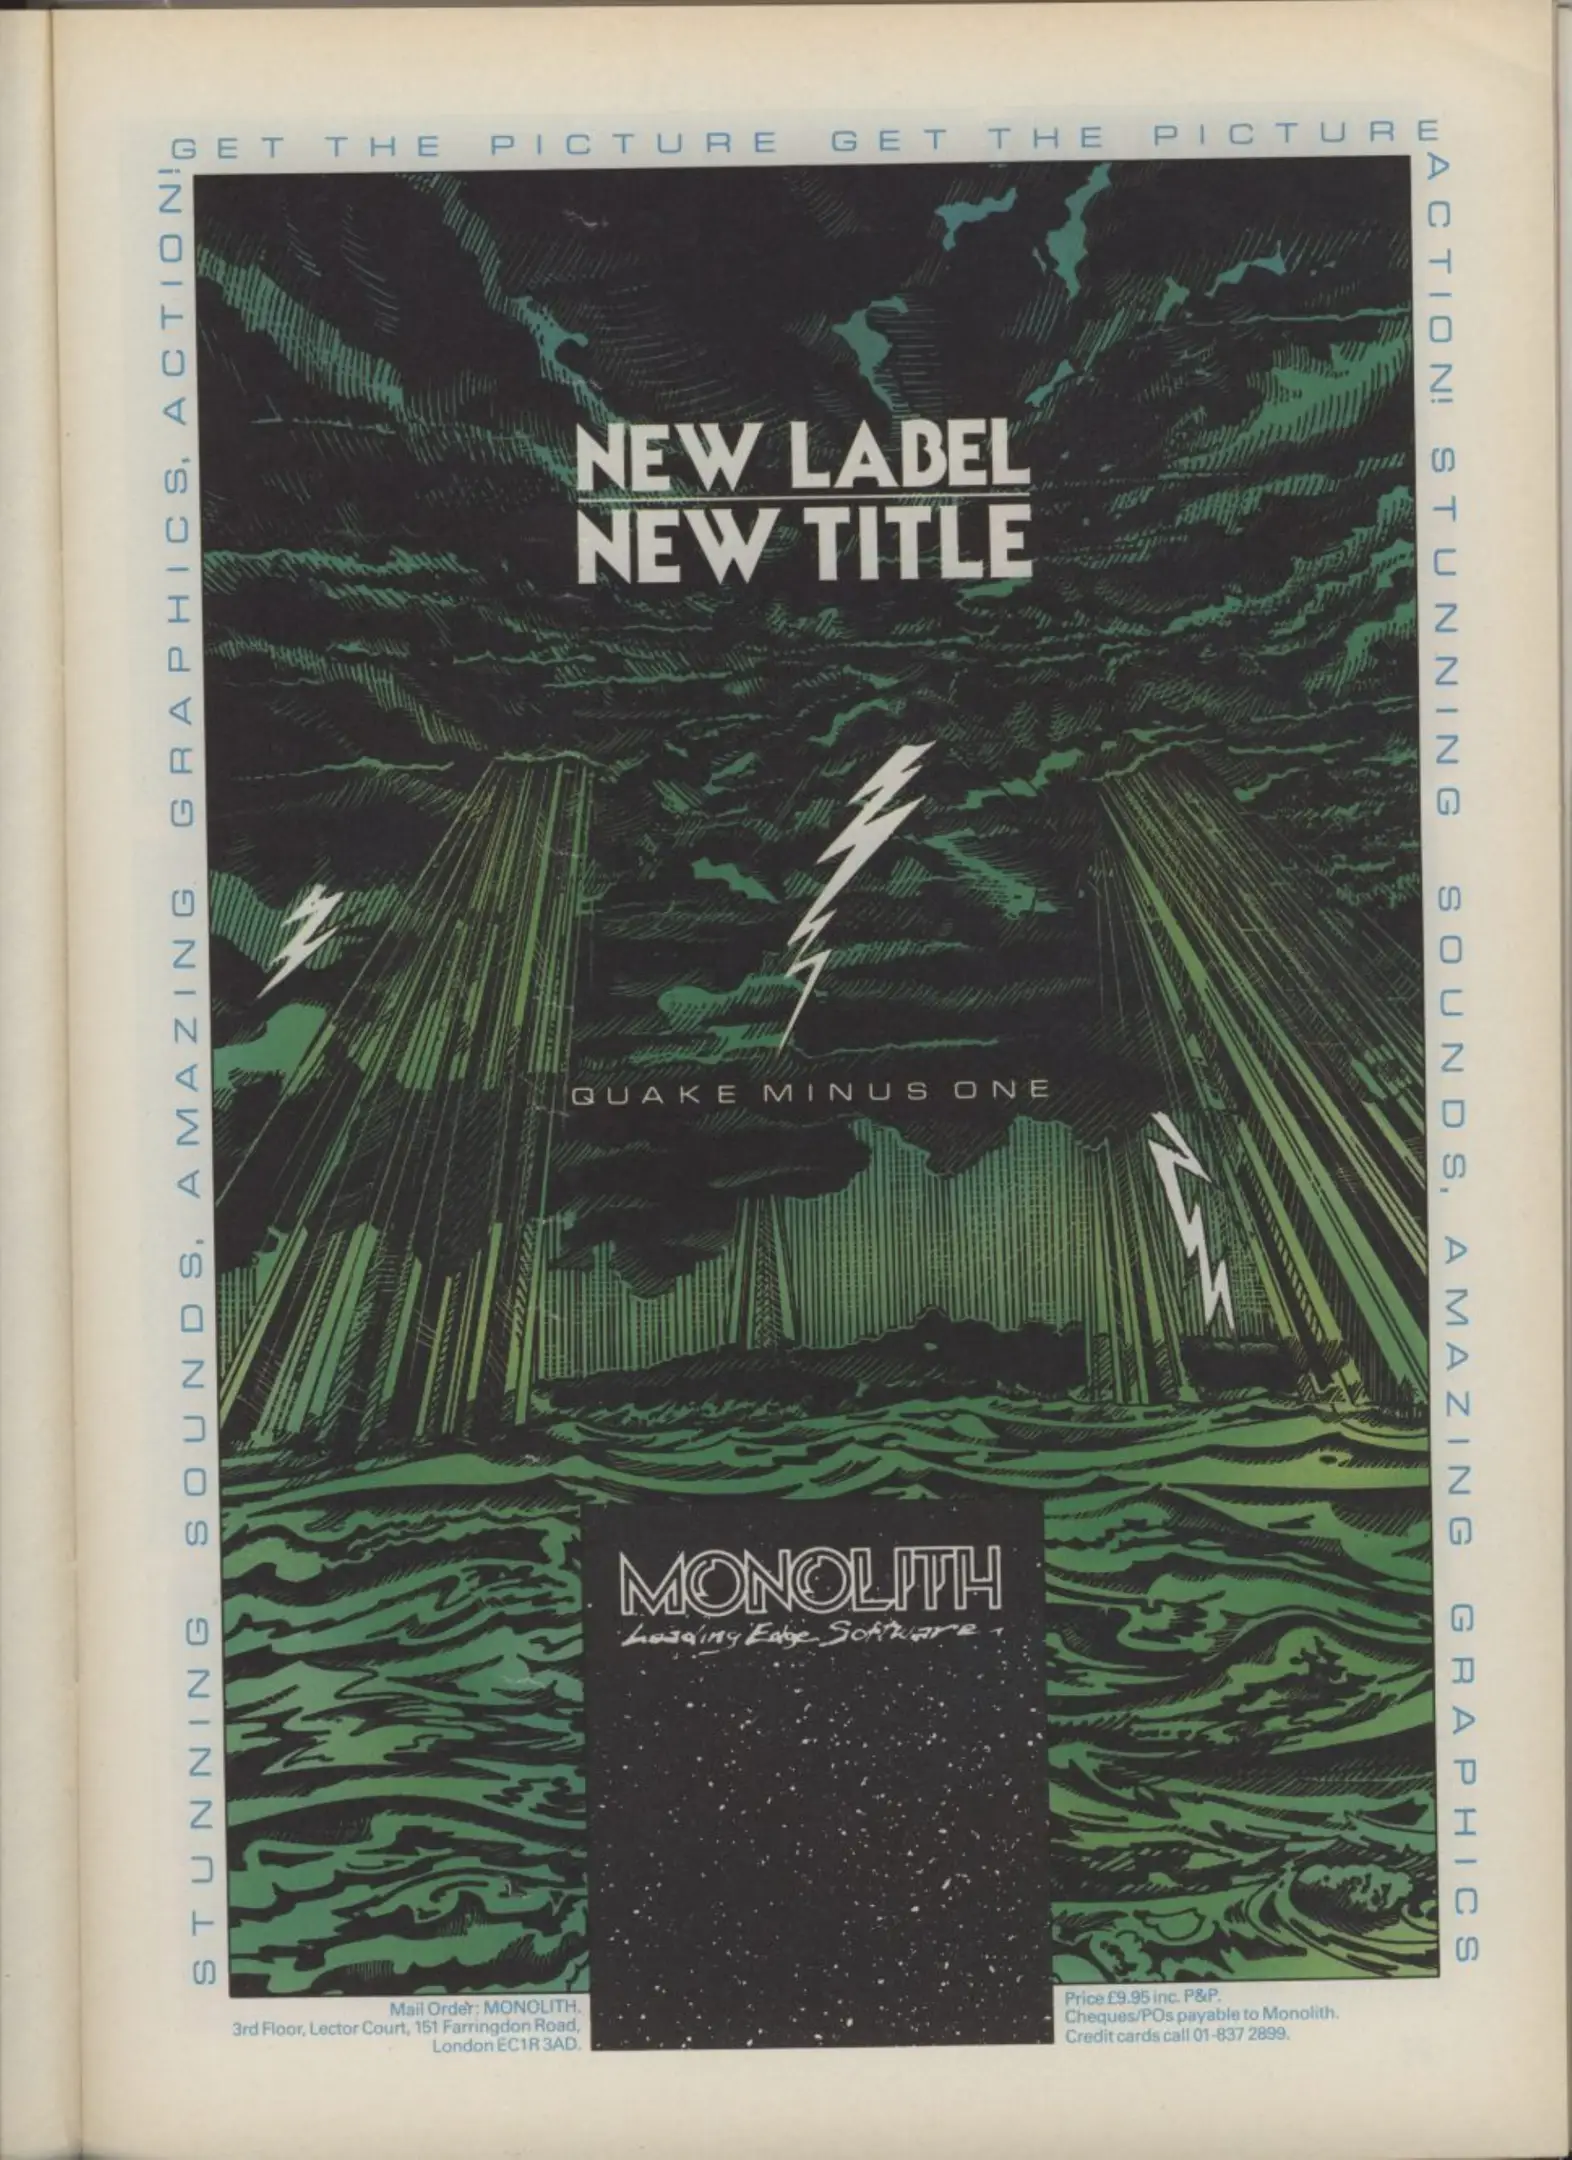 GET THE PICTURE GET THE PICTURE
ACTION! STUNNING SOUNDS, AMAZING GRAPHICS
STUNNING SOUNDS, AMAZING GRAPHICS, ACTION!
NEW LABEL
NEW TITLE
QUAKE MINUS ONE
MONOLITH
Leading Edge Software
Mail Order: MONOLITH.
3rd Floor, Lector Court, 151 Farringdon Road,
London EC1R 3AD.
Price £9.95 inc. P&P.
Cheques/POs payable to Monolith.
Credit cards call 01-837 2899.